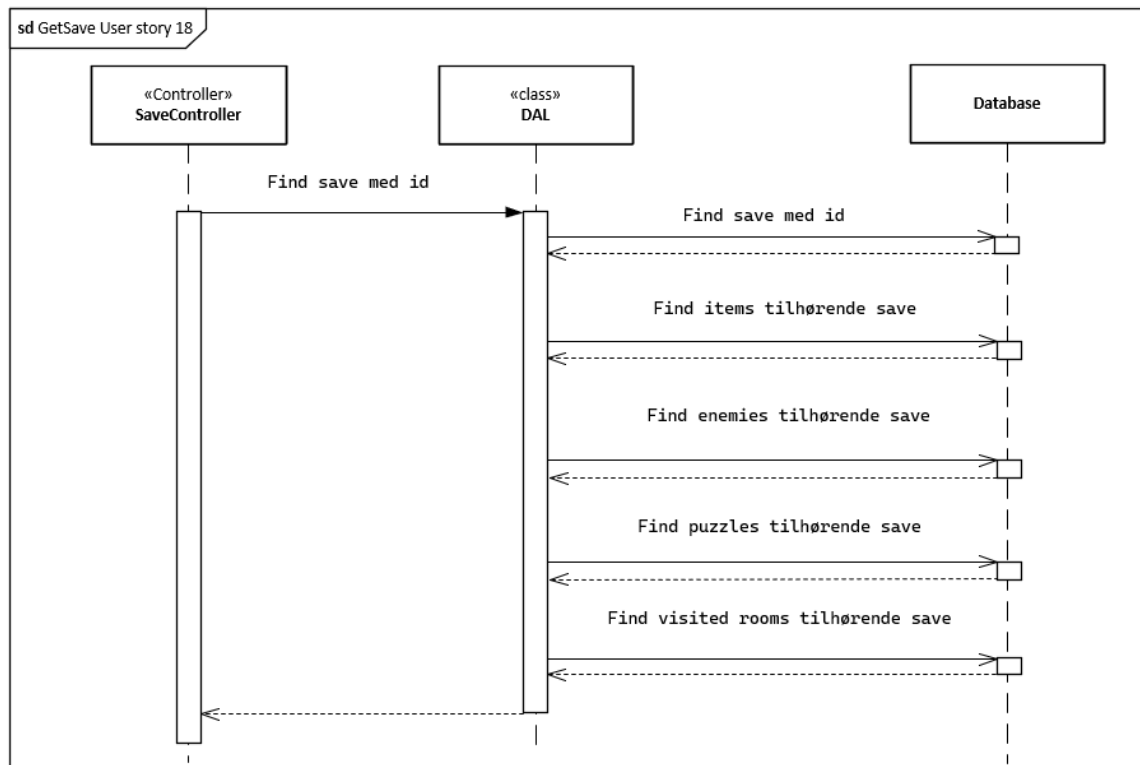 sd GetSave User story 18
«Controller»
SaveController
«class»
DAL
Database
Find save med id
Find save med id
Find items tilhørende save
Find enemies tilhørende save
Find puzzles tilhørende save
Find visited rooms tilhørende save